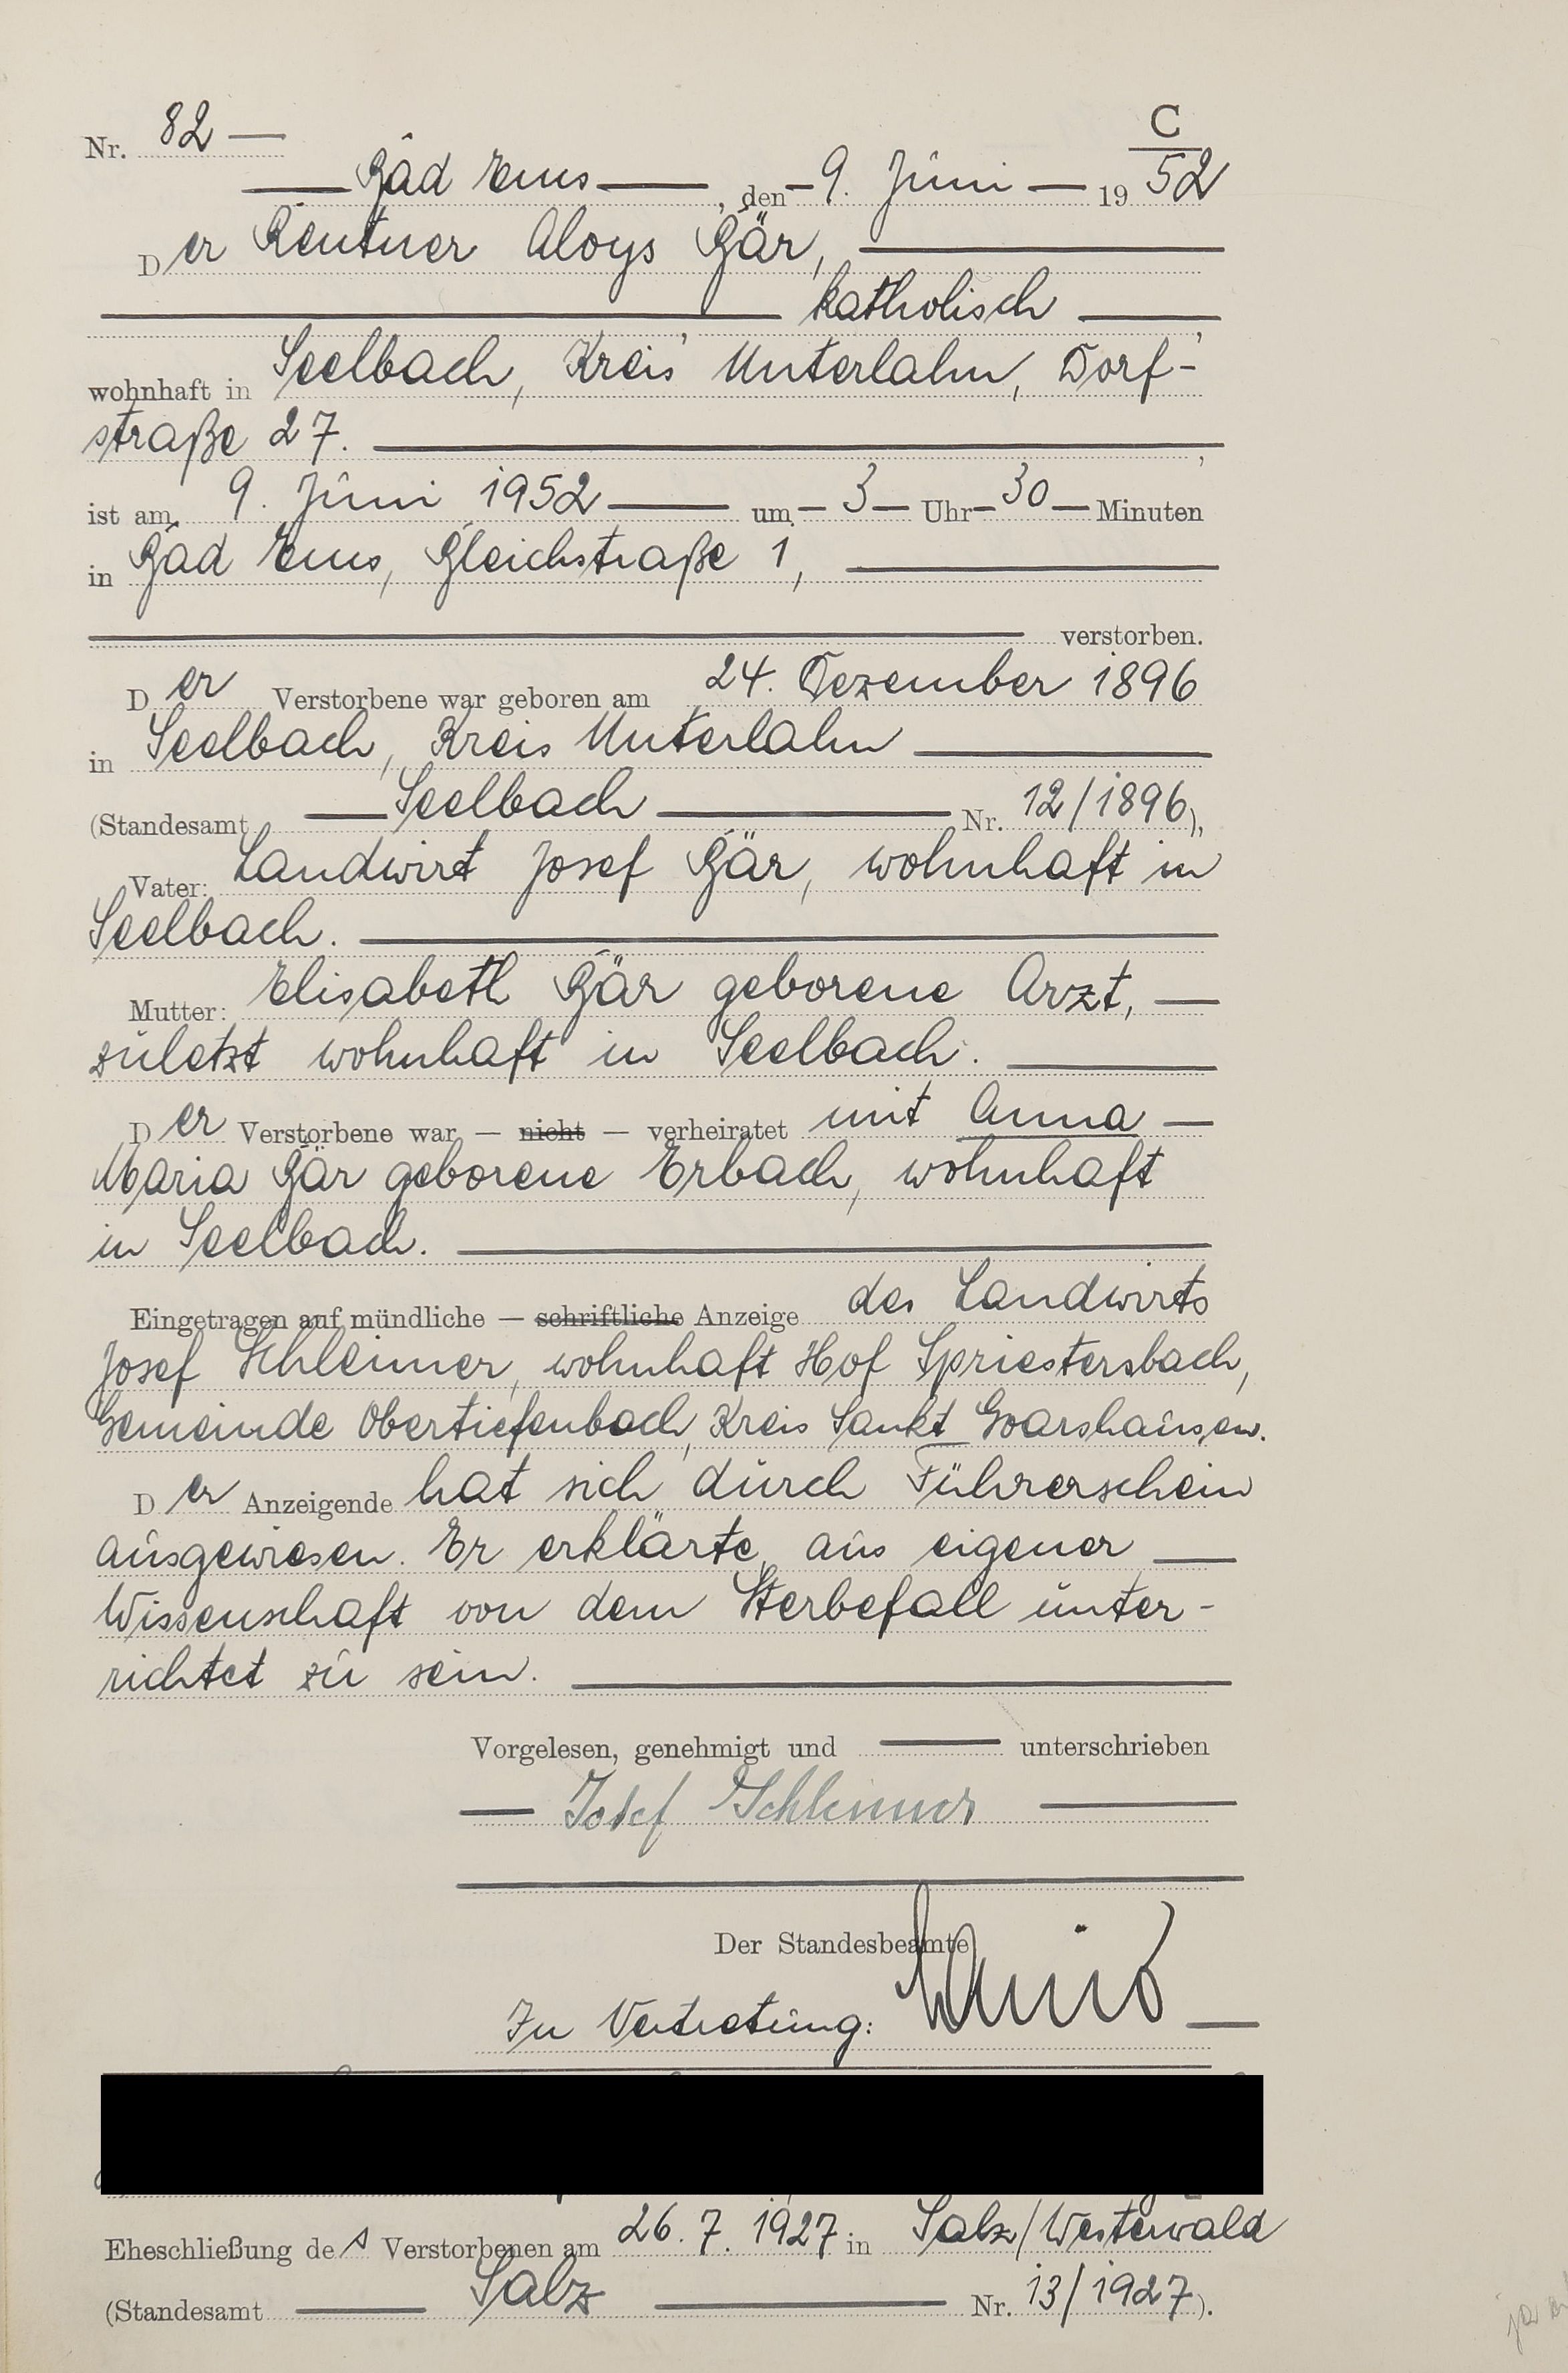 C
Nr. 82 —
— Bad Ems —, den — 9. Juni — 19 52
Der Rentner Aloys Bär, —
— katholisch —,
wohnhaft in Seelbach, Kreis Unterlahn, Dorf-
straße 27. —,
ist am 9. Juni 1952 — um — 3 — Uhr — 30 — Minuten
in Bad Ems, Bleichstraße 1, —
— verstorben.
Der Verstorbene war geboren am 24. Dezember 1896
in Seelbach, Kreis Unterlahn —
(Standesamt — Seelbach — Nr. 12/1896),
Vater: Landwirt Josef Bär, wohnhaft in
Seelbach. —
Mutter: Elisabeth Bär geborene Arzt, —
zuletzt wohnhaft in Seelbach. —
Der Verstorbene war — nicht — verheiratet mit Anna —
Maria Bär geborene Erbach, wohnhaft
in Seelbach. —
Eingetragen auf mündliche — schriftliche Anzeige des Landwirts
Josef Schleimer, wohnhaft Hof Spriestersbach,
Gemeinde Obertiefenbach, Kreis Sankt Goarshausen.
Der Anzeigende hat sich durch Führerschein
ausgewiesen. Er erklärte, aus eigener —
Wissenschaft von dem Sterbefall unter-
richtet zu sein. —
Vorgelesen, genehmigt und — unterschrieben
— Josef Schleimer —
Der Standesbeamte
In Vertretung:
Eheschließung des Verstorbenen am 26. 7. 1927 in Salz/Westerwald
(Standesamt — Salz — Nr. 13/1927).